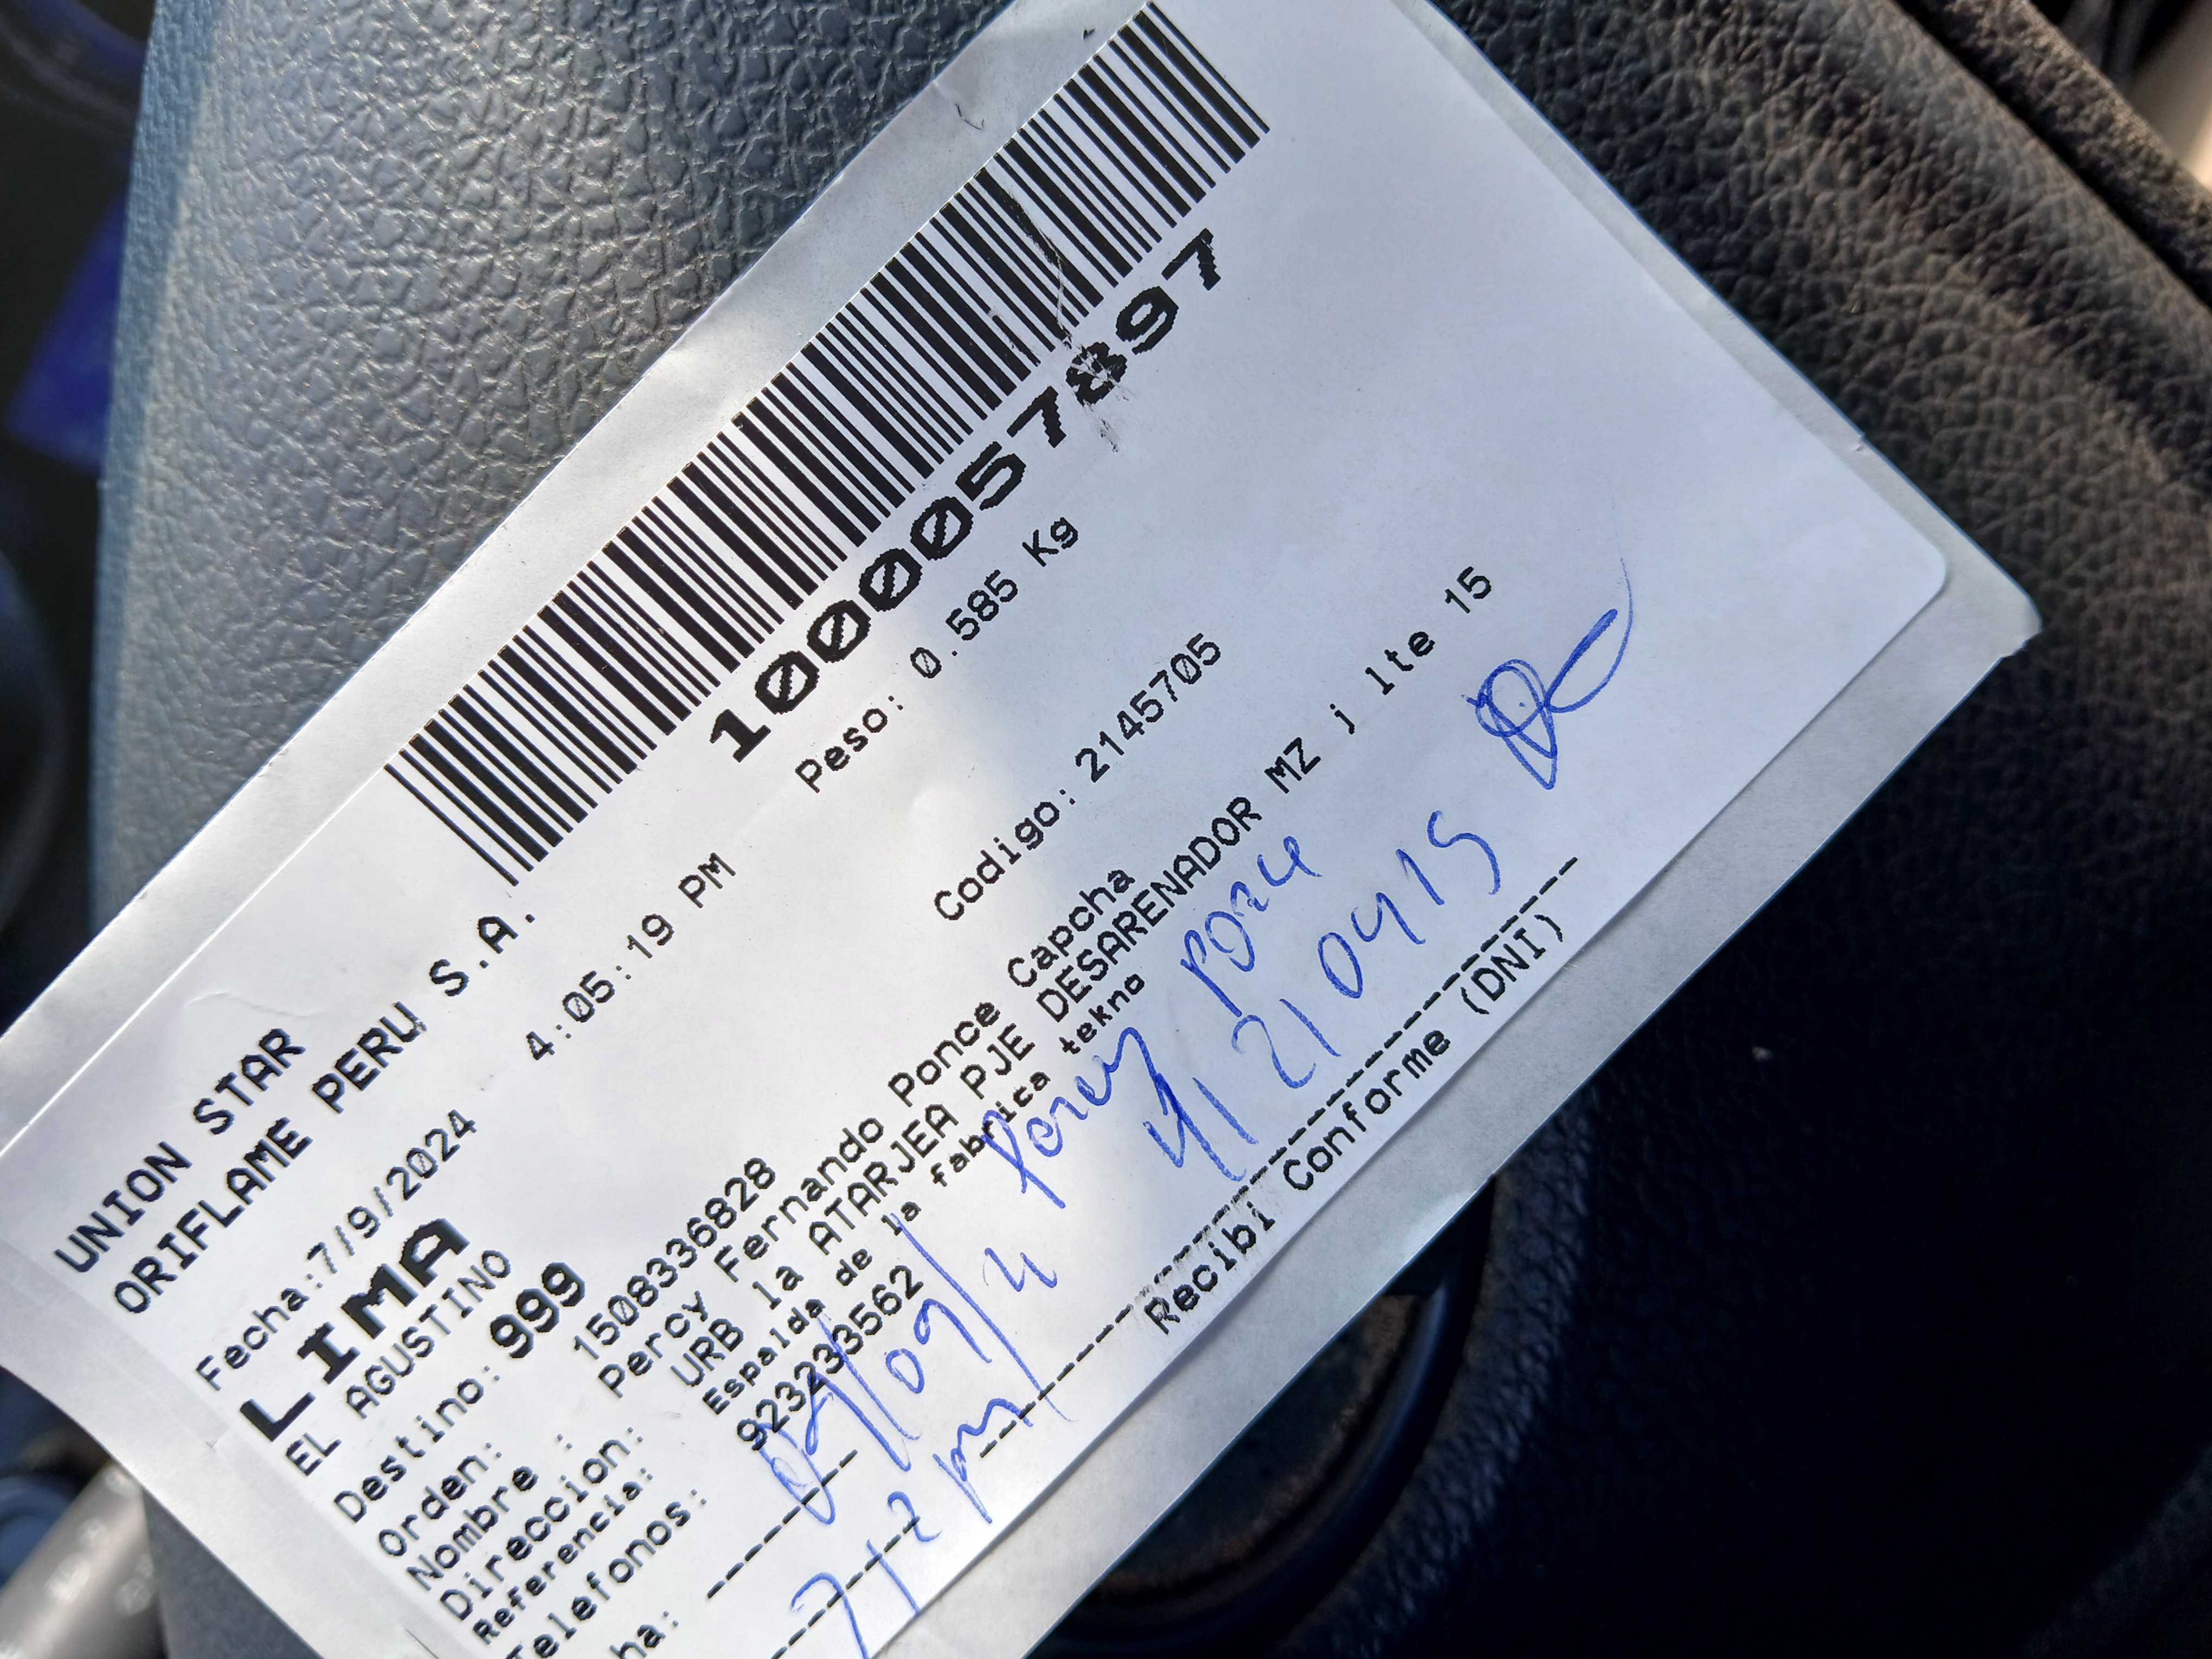 UNION STAR
ORIFLAME PERU S.A.
10000057897
Fecha:7/9/2024 4:05:19 PM
Peso: 0.585 Kg
LIMA
EL AGUSTINO
Destino: 999
Codigo: 2145705
Orden: 1508336828
Nombre : Percy Fernando Ponce Capcha
Direccion: URB la ATARJEA PJE DESARENADOR MZ j lte 15
Referencia: Espalda de la fabrica tekno
Telefonos: 923233562
Percy Ponce
41210415
ha:
Recibi Conforme (DNI)